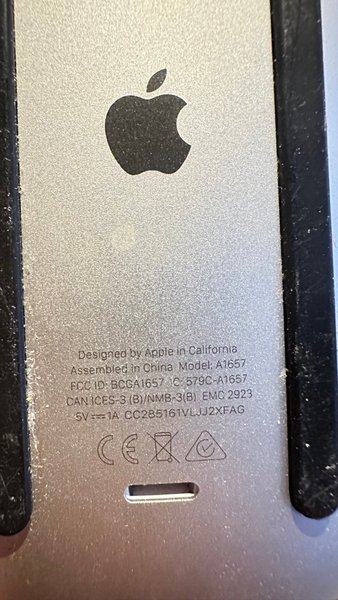 Designed by Apple in California
Assembled in China Model: A1657
FCC ID: BCGA1657 IC: 579C-A1657
CAN ICES-3 (B)/NMB-3(B) EMC 2923
5V⎓1A CC285161VLJJ2XFAG